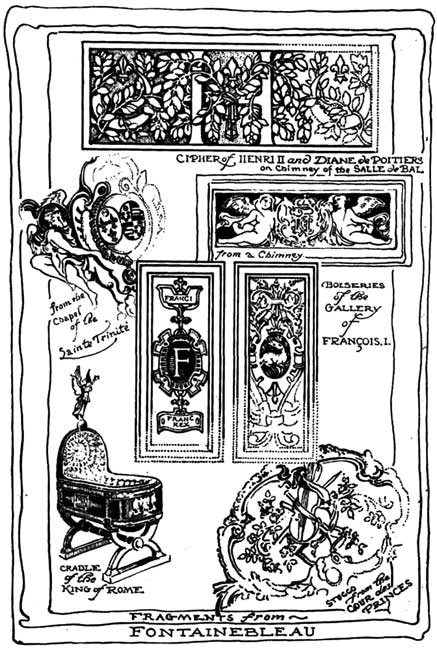 CIPHER of HENRI II and DIANE de POITIERS
on Chimney of the SALLE de BAL
from a Chimney
from the
Chapel
of the
Sainte Trinité
BOISERIES
of the
GALLERY
of
FRANÇOIS. I.
FRANCI
F
FRANC
REX
CRADLE
of the
KING of ROME
STUCCO from the
COUR des
PRINCES
FRAGMENTS from
FONTAINEBLEAU